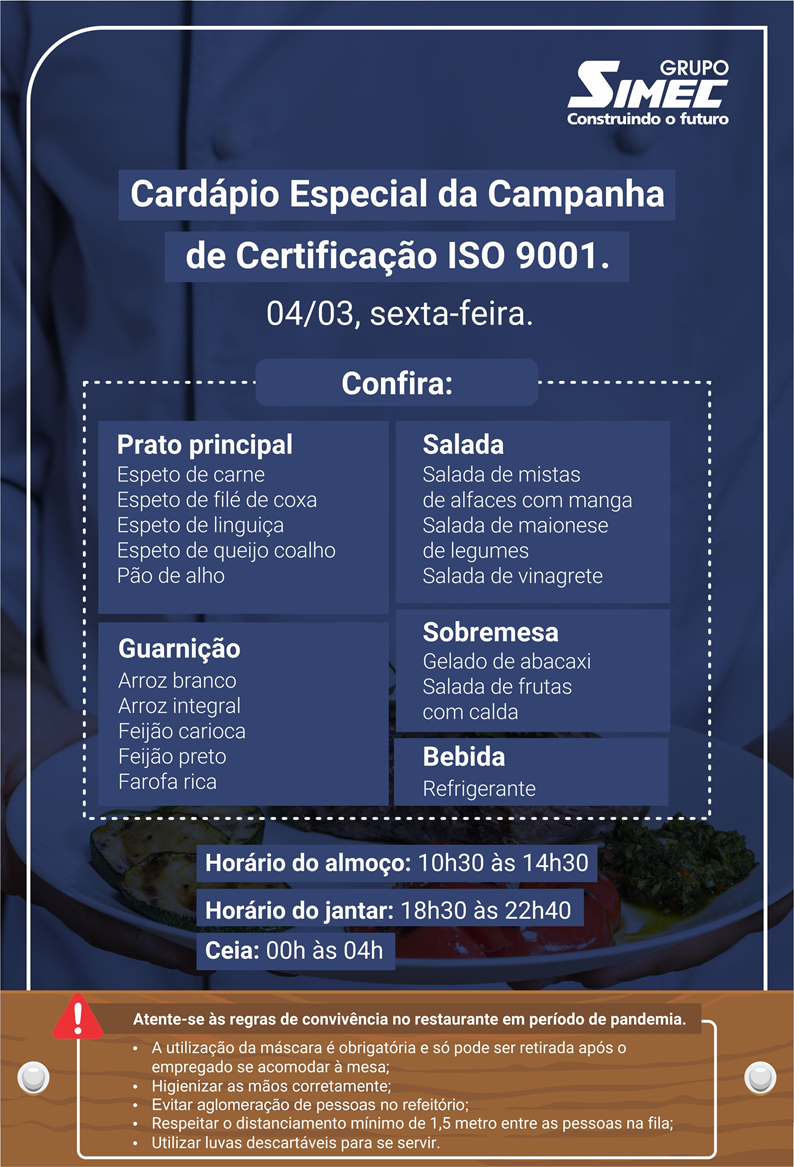 GRUPO
SIMEC
Construindo o futuro
Cardápio Especial da Campanha
de Certificação ISO 9001.
04/03, sexta-feira.
Confira:
Prato principal
Espeto de carne
Espeto de filé de coxa
Espeto de linguiça
Espeto de queijo coalho
Pão de alho
Salada
Salada de mistas
de alfaces com manga
Salada de maionese
de legumes
Salada de vinagrete
Guarnição
Arroz branco
Arroz integral
Feijão carioca
Feijão preto
Farofa rica
Sobremesa
Gelado de abacaxi
Salada de frutas
com calda
Bebida
Refrigerante
Horário do almoço: 10h30 às 14h30
Horário do jantar: 18h30 às 22h40
Ceia: 00h às 04h
Atente-se às regras de convivência no restaurante em período de pandemia.
• A utilização da máscara é obrigatória e só pode ser retirada após o
empregado se acomodar à mesa;
• Higienizar as mãos corretamente;
• Evitar aglomeração de pessoas no refeitório;
• Respeitar o distanciamento mínimo de 1,5 metro entre as pessoas na fila;
• Utilizar luvas descartáveis para se servir.